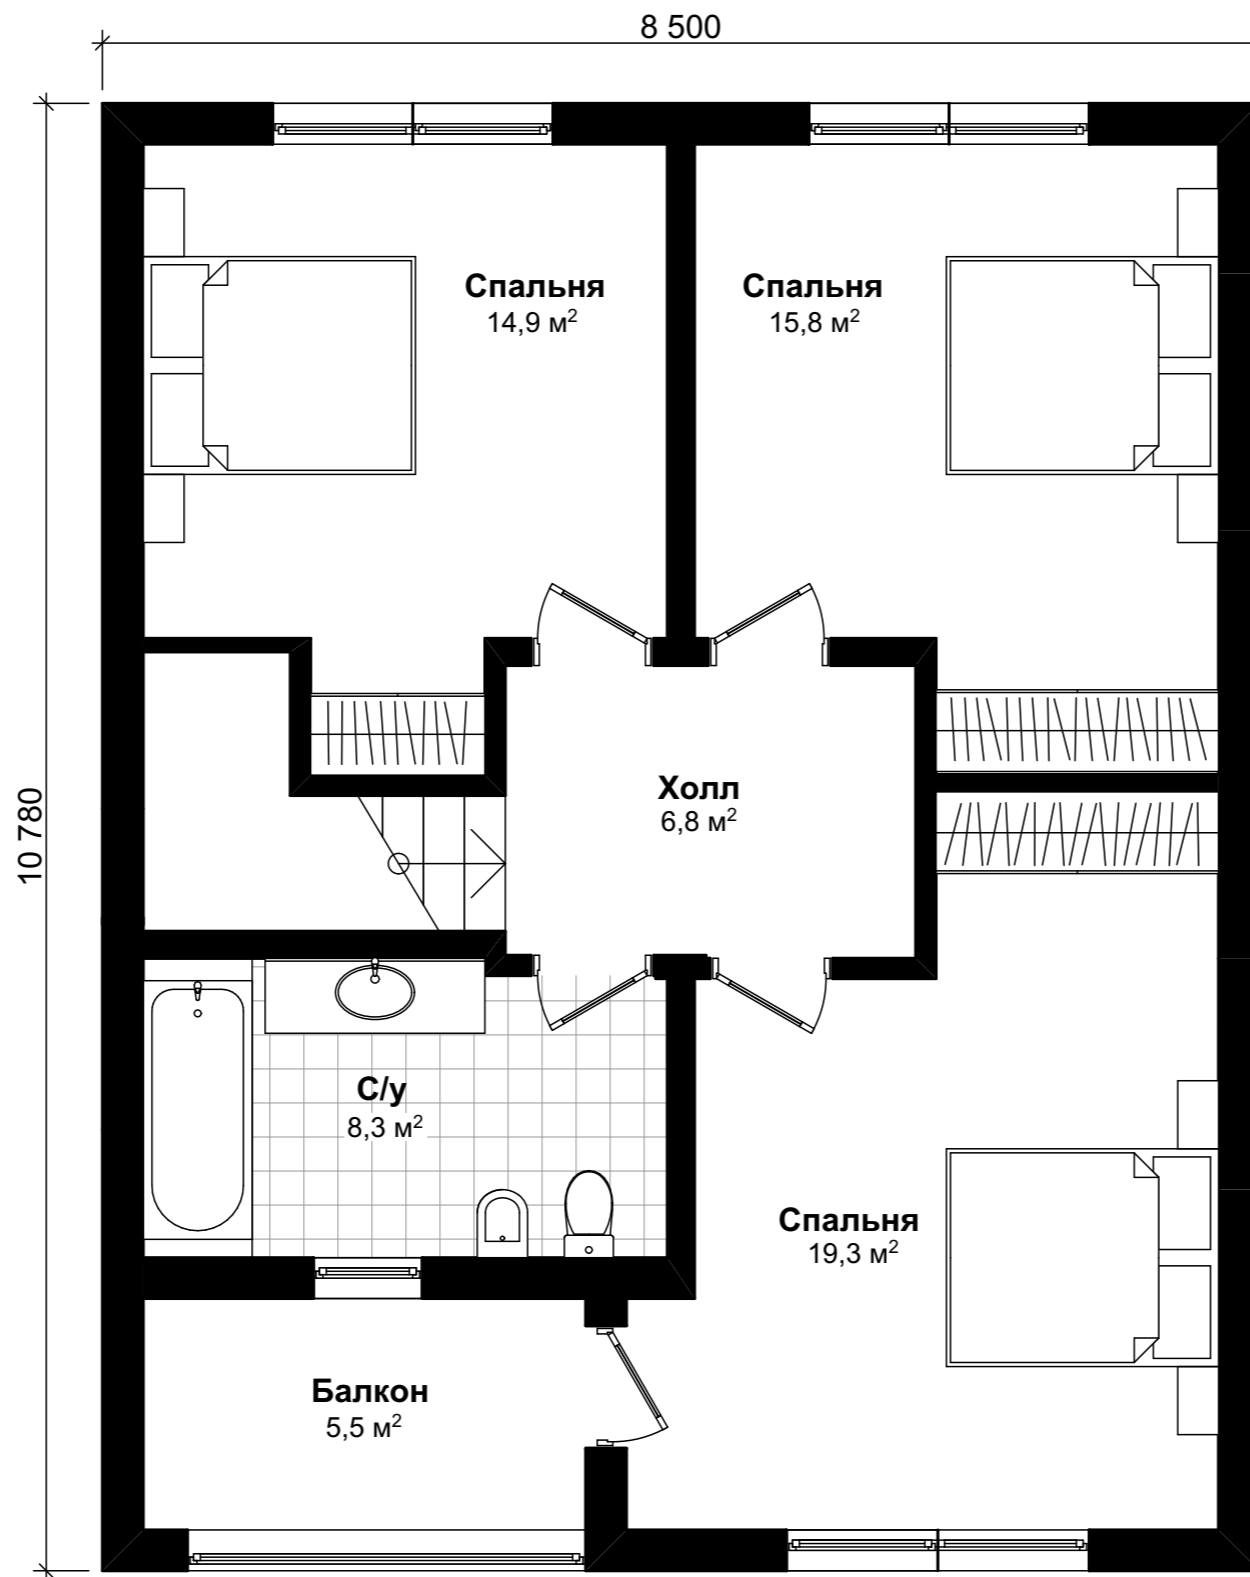 8 500
Спальня
14,9 м²
Спальня
15,8 м²
10 780
Холл
6,8 м²
С/у
8,3 м²
Спальня
19,3 м²
Балкон
5,5 м²